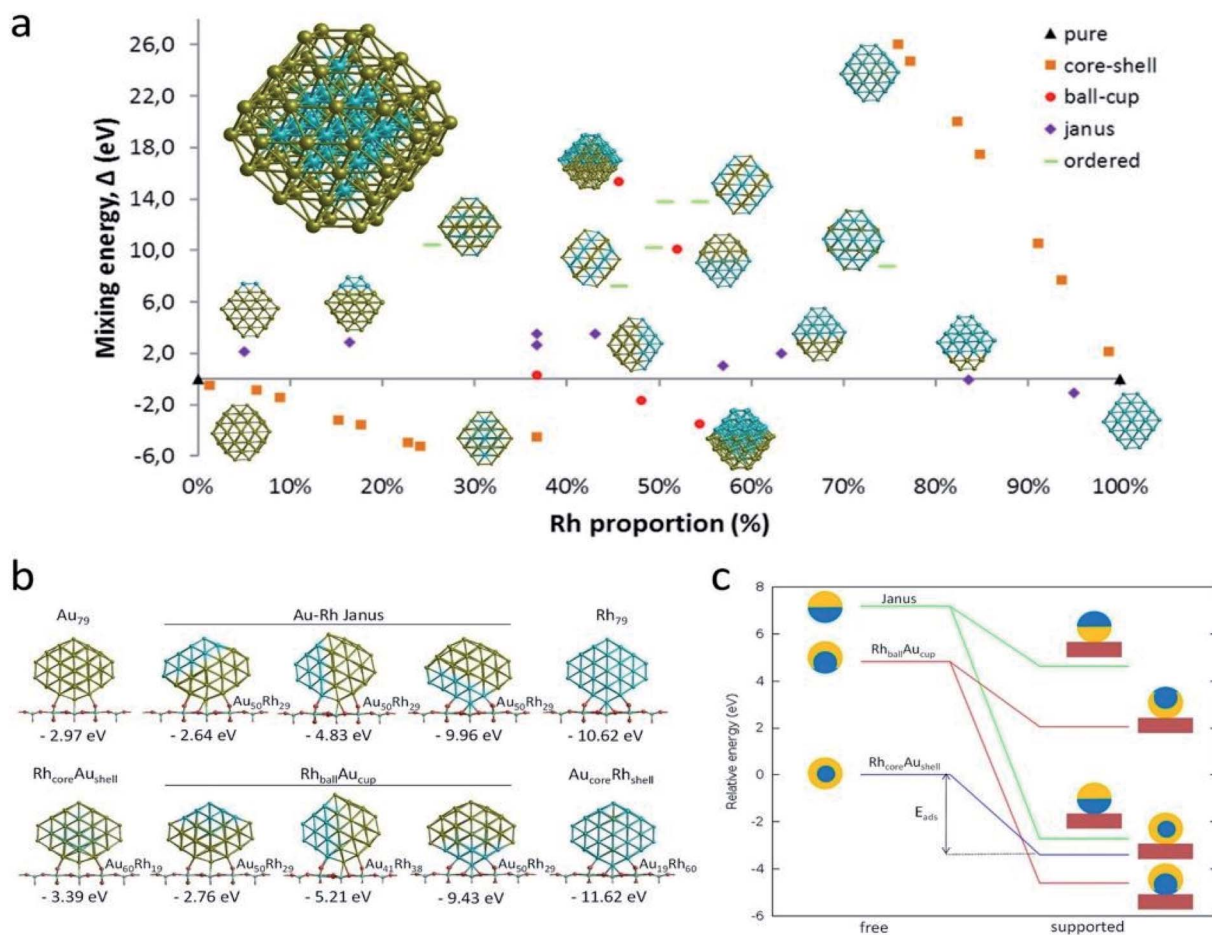 a
Mixing energy, Δ (eV)
26,0
22,0
18,0
14,0
10,0
6,0
2,0
-2,0
-6,0
0%
10%
20%
30%
40%
50%
60%
70%
80%
90%
100%
Rh proportion (%)
pure
core-shell
ball-cup
janus
ordered
b
Au79
Au-Rh Janus
Rh79
Au50Rh29
Au50Rh29
Au50Rh29
- 2.97 eV
- 2.64 eV
-4.83 eV
-9.96 eV
- 10.62 eV
RhcoreAushell
RhballAucup
AucoreRhshell
Au60Rh19
Au50Rh29
Au41Rh38
Au50Rh29
Au19Rh60
- 3.39 eV
- 2.76 eV
-5.21 eV
-9.43 eV
-11.62 eV
c
Relative energy (eV)
8
6
4
2
0
-2
-4
-6
Janus
RhballAucup
RhcoreAushell
Eads
free
supported